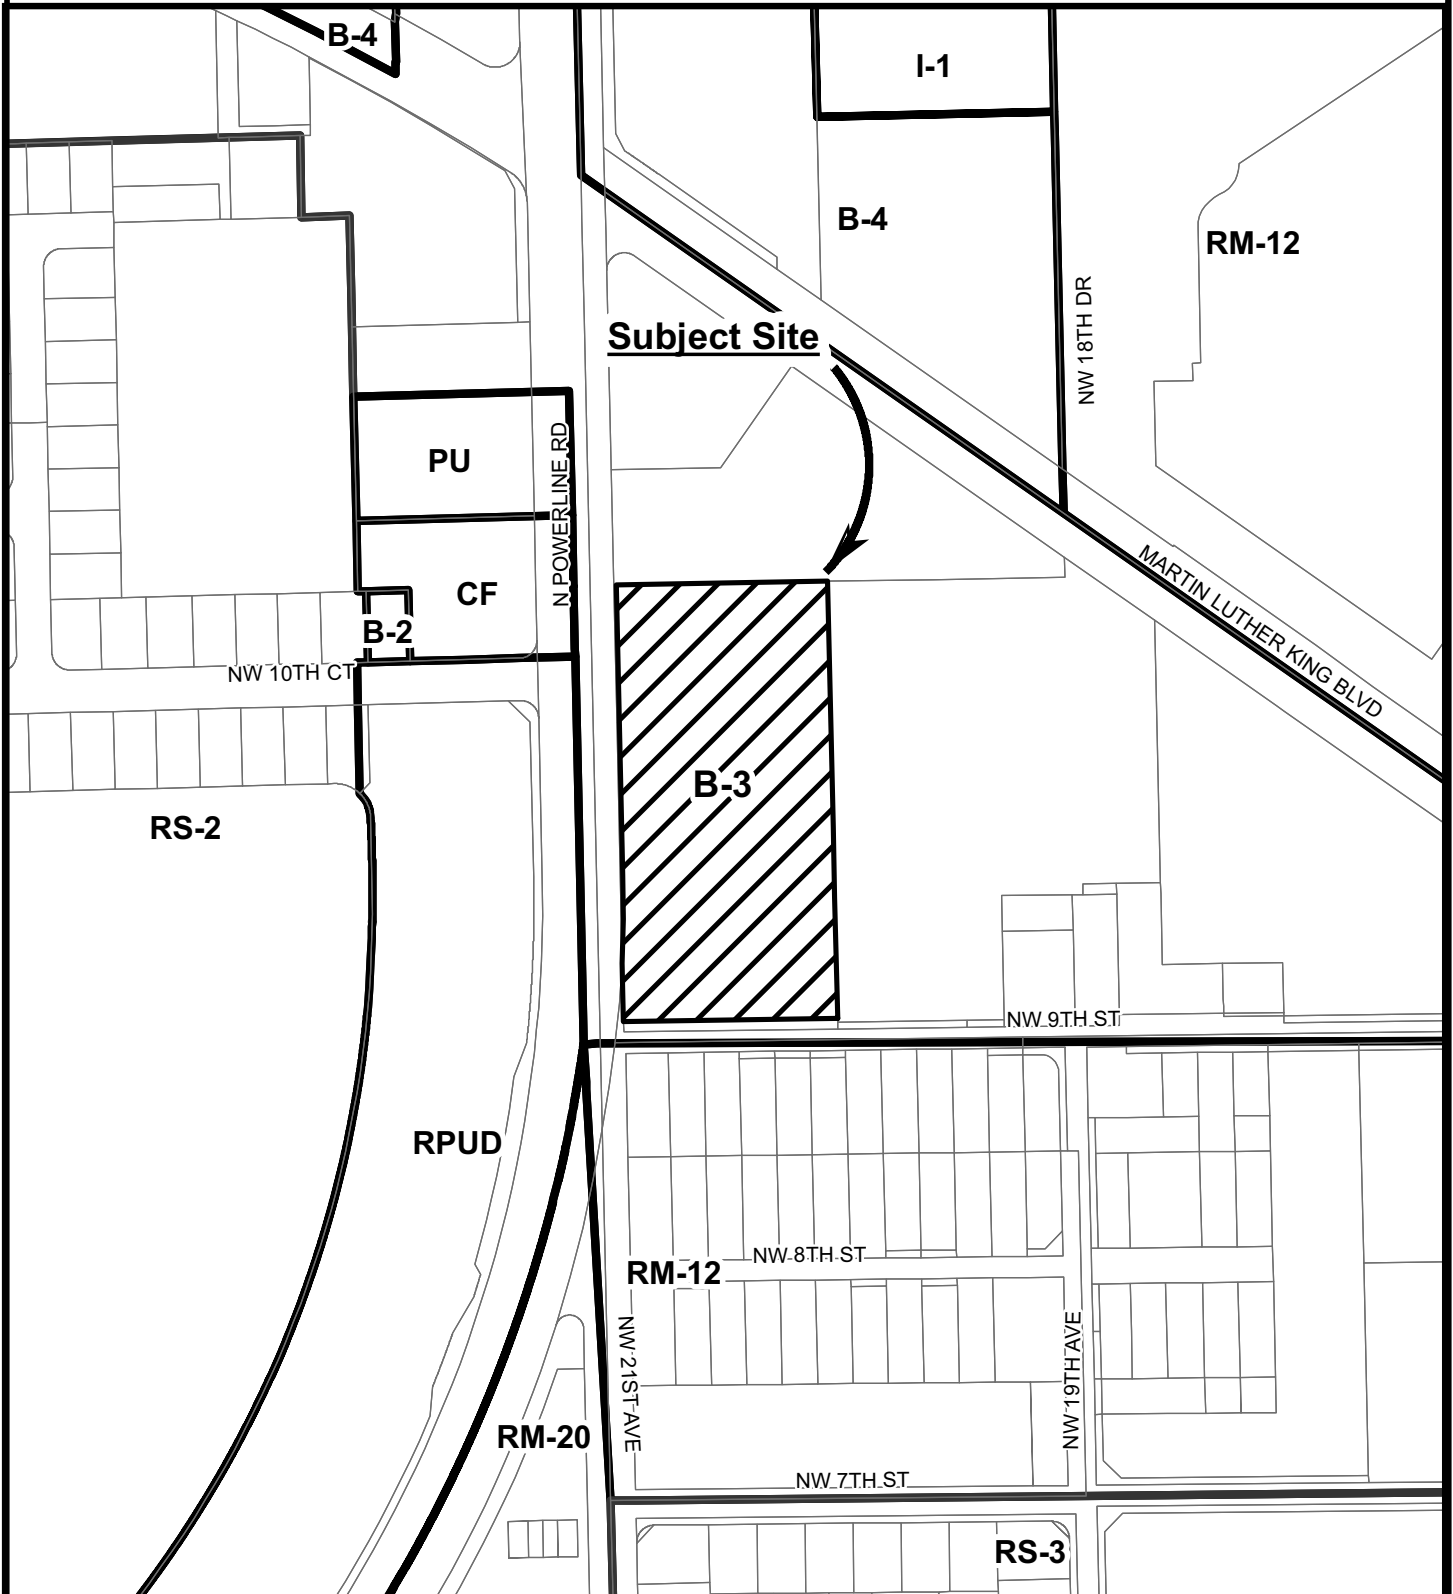 B-4
I-1
B-4
RM-12
NW 18TH DR
Subject Site
PU
N POWERLINE RD
CF
B-2
NW 10TH CT
MARTIN LUTHER KING BLVD
B-3
RS-2
NW 9TH ST
RPUD
NW 8TH ST
RM-12
NW 21ST AVE
NW 19TH AVE
RM-20
NW 7TH ST
RS-3